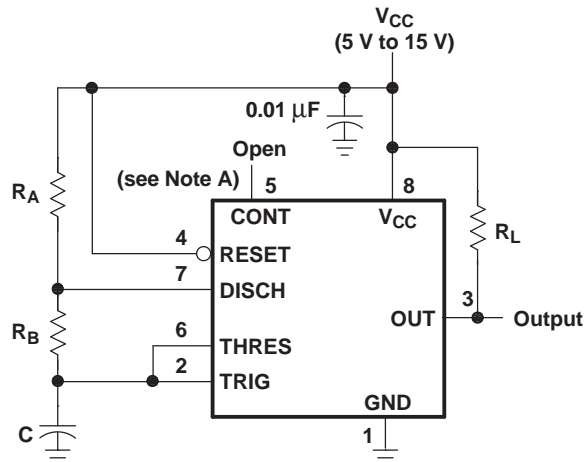 VCC
(5 V to 15 V)
0.01 μF
Open
(see Note A)
5
8
RA
CONT
VCC
RL
4
RESET
7
DISCH
3
OUT
Output
RB
6
THRES
2
TRIG
GND
C
1